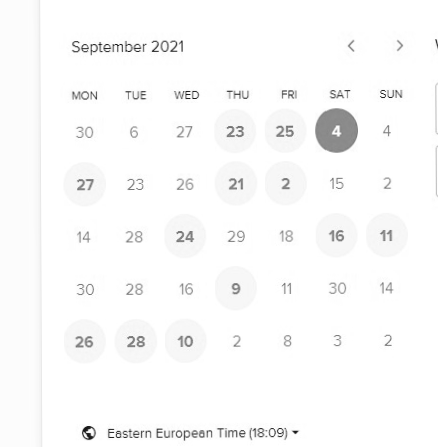 September 2021
MON TUE WED THU FRI SAT SUN
30 6 27 23 25 4 4
27 23 26 21 2 15 2
14 28 24 29 18 16 11
30 28 16 9 11 30 14
26 28 10 2 8 3 2
Eastern European Time (18:09)